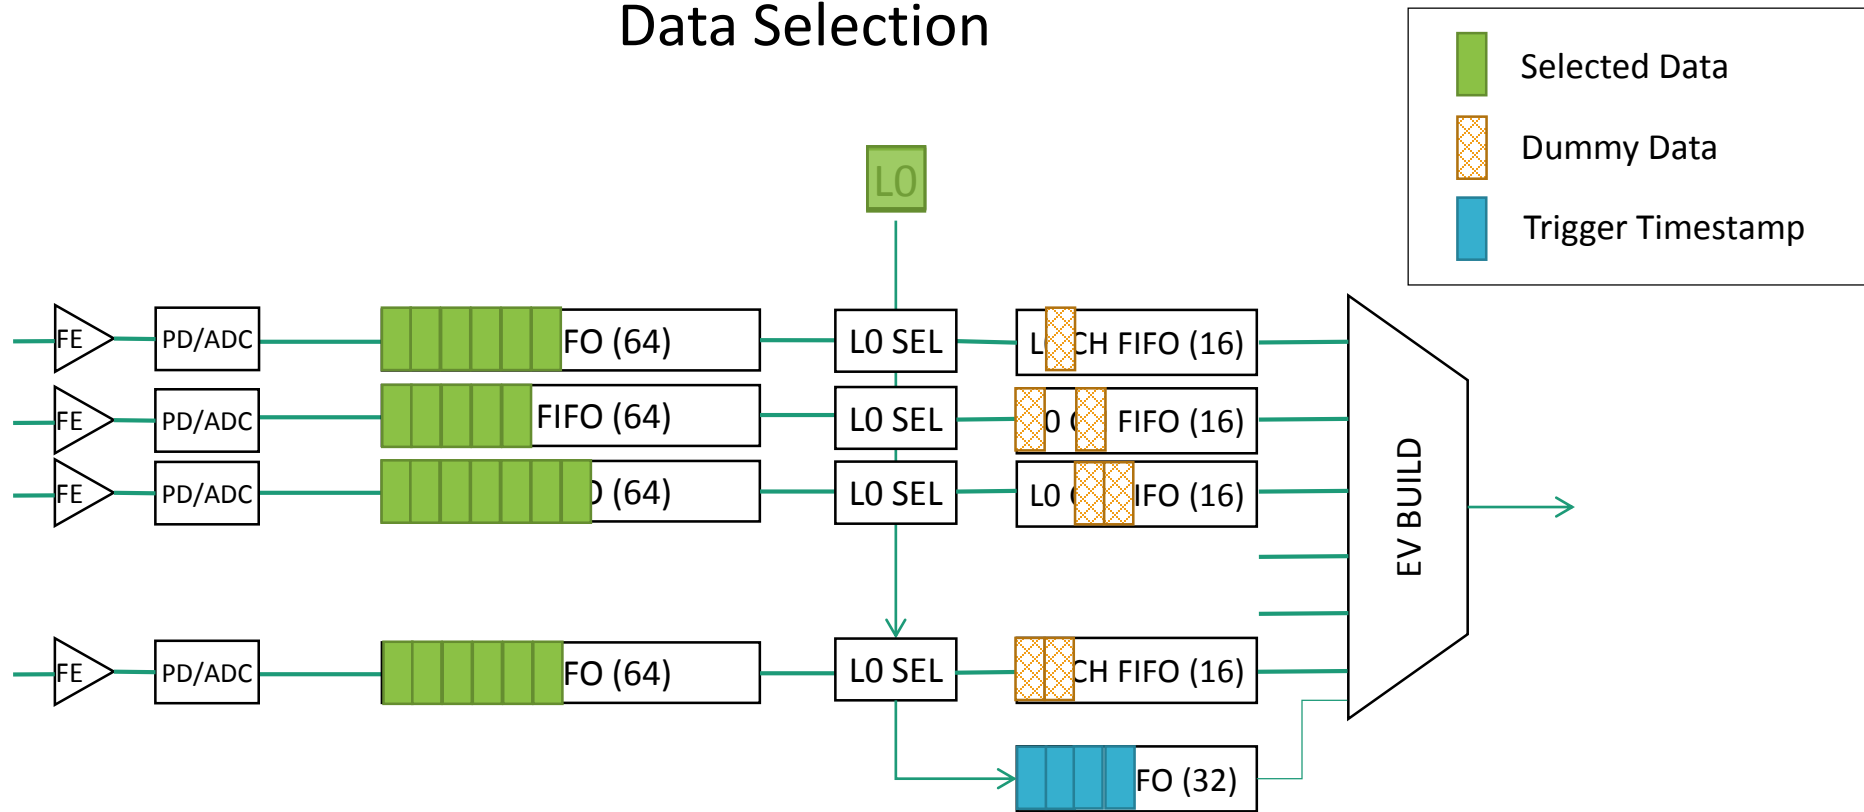 Data Selection
Selected Data
Dummy Data
Trigger Timestamp
L0
FE
PD/ADC
FO (64)
L0 SEL
CH FIFO (16)
FE
PD/ADC
FIFO (64)
L0 SEL
FIFO (16)
FE
PD/ADC
(64)
L0 SEL
L0
IFO (16)
FE
PD/ADC
FO (64)
L0 SEL
CH FIFO (16)
EV BUILD
FO (32)